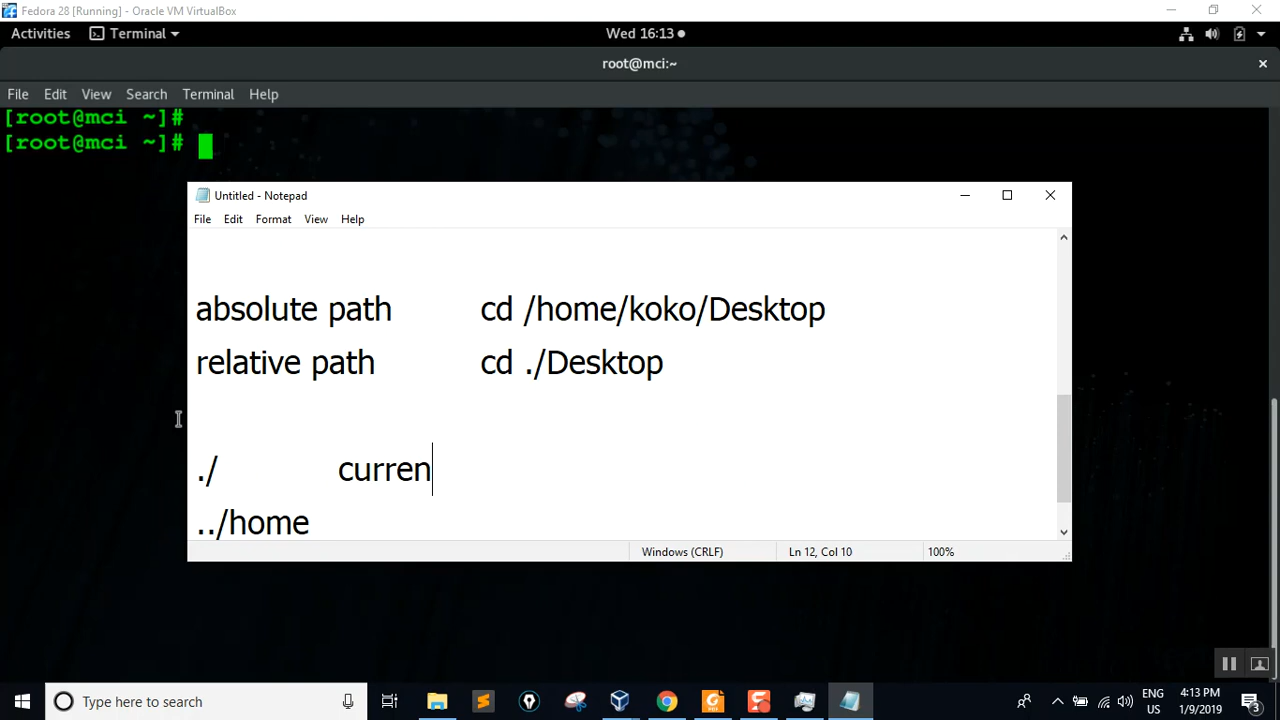 Fedora 28 [Running] - Oracle VM VirtualBox
Activities Terminal Wed 16:13
root@mci:~
File Edit View Search Terminal Help
[root@mci ~]#
[root@mci ~]#
Untitled - Notepad
File Edit Format View Help
absolute path cd /home/koko/Desktop
relative path cd ./Desktop
./ curren
../home
Windows (CRLF) Ln 12, Col 10 100%
Type here to search
ENG 4:13 PM
US 1/9/2019 3